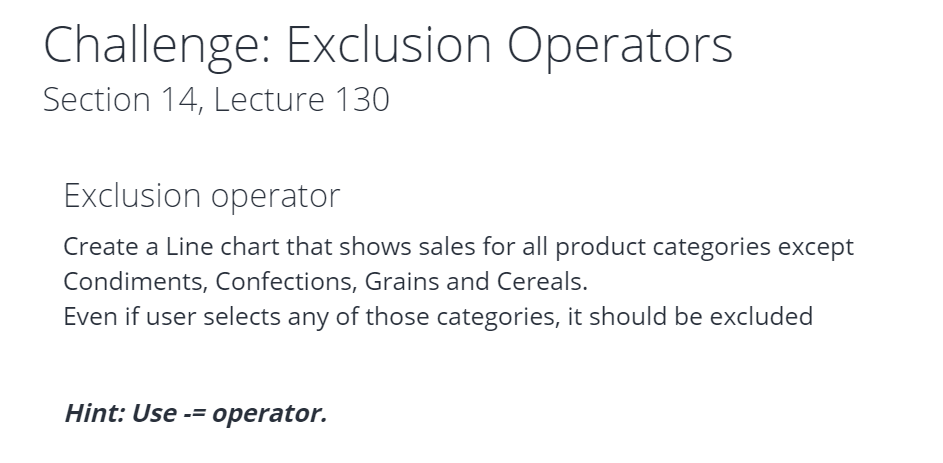 Challenge: Exclusion Operators
Section 14, Lecture 130
Exclusion operator
Create a Line chart that shows sales for all product categories except
Condiments, Confections, Grains and Cereals.
Even if user selects any of those categories, it should be excluded
Hint: Use -= operator.